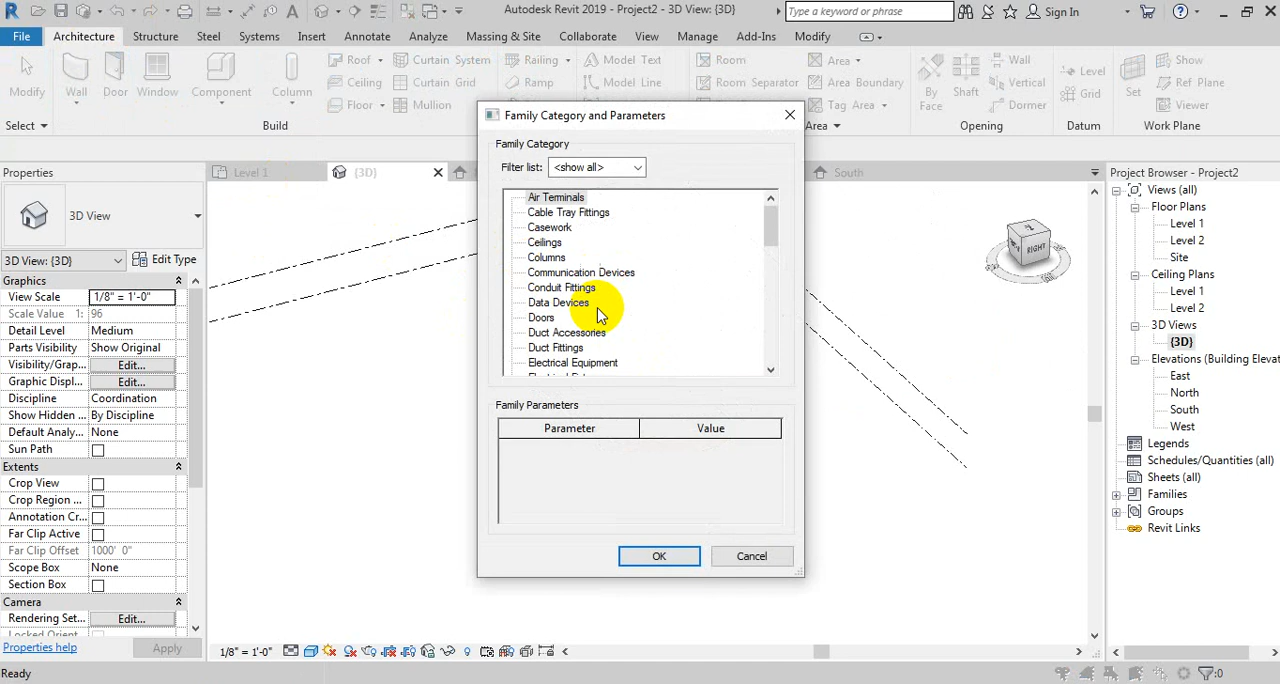 Autodesk Revit 2019 - Project2 - 3D View: {3D}
Type a keyword or phrase
Sign In
File
Architecture
Structure
Steel
Systems
Insert
Annotate
Analyze
Massing & Site
Collaborate
View
Manage
Add-Ins
Modify
Modify
Wall
Door
Window
Component
Column
Roof
Ceiling
Floor
Curtain System
Curtain Grid
Mullion
Railing
Ramp
Model Text
Model Line
Room
Room Separator
Area
Area Boundary
Tag Area
By
Face
Shaft
Wall
Vertical
Dormer
Level
Grid
Set
Show
Ref Plane
Viewer
Select
Build
Area
Opening
Datum
Work Plane
Properties
3D View
3D View: {3D}
Edit Type
Graphics
View Scale 1/8" = 1'-0"
Scale Value 1: 96
Detail Level Medium
Parts Visibility Show Original
Visibility/Grap... Edit...
Graphic Displ... Edit...
Discipline Coordination
Show Hidden ... By Discipline
Default Analy... None
Sun Path
Extents
Crop View
Crop Region ...
Annotation Cr...
Far Clip Active
Far Clip Offset 1000' 0"
Scope Box None
Section Box
Camera
Rendering Set... Edit...
Properties help
Apply
Level 1
{3D}
South
RIGHT
Family Category and Parameters
Family Category
Filter list: <show all>
Air Terminals
Cable Tray Fittings
Casework
Ceilings
Columns
Communication Devices
Conduit Fittings
Data Devices
Doors
Duct Accessories
Duct Fittings
Electrical Equipment
Family Parameters
Parameter Value
OK Cancel
1/8" = 1'-0"
Project Browser - Project2
Views (all)
Floor Plans
Level 1
Level 2
Site
Ceiling Plans
Level 1
Level 2
3D Views
{3D}
Elevations (Building Elevat
East
North
South
West
Legends
Schedules/Quantities (all)
Sheets (all)
Families
Groups
Revit Links
Ready
:0